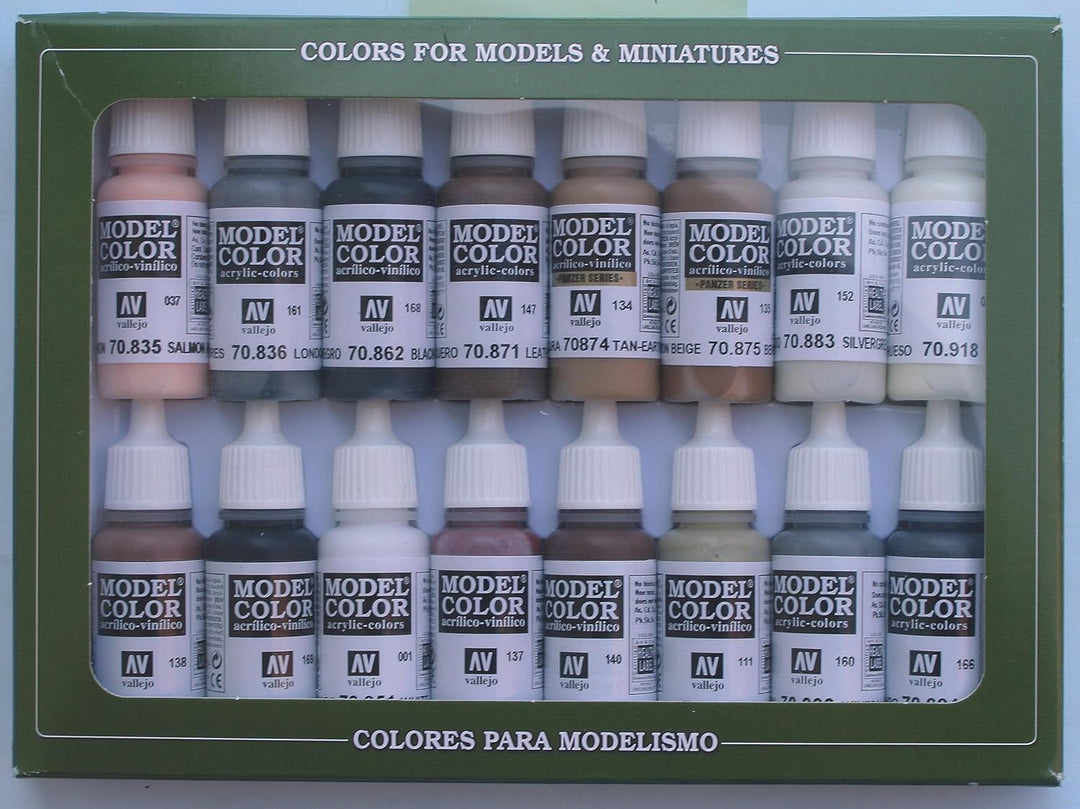 COLORS FOR MODELS & MINIATURES
MODEL COLOR
AV 037
vallejo
70.835 SALMON
MODEL COLOR
acrylic-colors
AV 161
vallejo
70.836
MODEL COLOR
acrílico-vinílico
AV 168
vallejo
70.862
MODEL COLOR
acrylic-colors
AV 147
vallejo
70.871
MODEL COLOR
acrílico-vinílico
·PANZER SERIES·
AV 134
vallejo
70874 TAN-EART
MODEL COLOR
acrílico-vinílico
·PANZER SERIES·
AV
vallejo
BEIGE 70.875
MODEL COLOR
acrylic-colors
AV 152
vallejo
70.883 SILVERGRE
MODEL COLOR
AV
vallejo
70.918
MODEL COLOR
acrílico-vinílico
AV 138
vallejo
MODEL COLOR
acrílico-vinílico
AV
vallejo
MODEL COLOR
acrylic-colors
AV 001
vallejo
MODEL COLOR
acrílico-vinílico
AV 137
vallejo
MODEL COLOR
acrílico-vinílico
AV 140
vallejo
MODEL COLOR
acrílico-vinílico
AV 111
vallejo
MODEL COLOR
acrylic-colors
AV 160
vallejo
MODEL COLOR
acrylic-colors
AV 166
vallejo
COLORES PARA MODELISMO